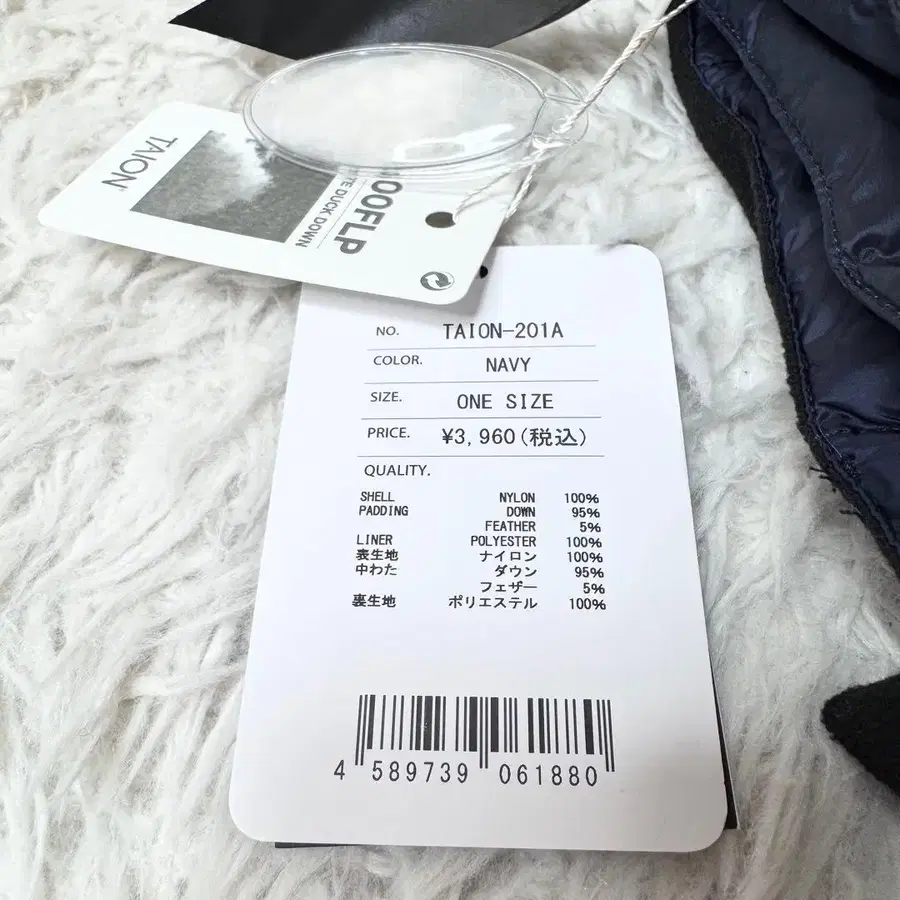 TAION
OOFLP
TE DUCK DOWN
NO. TAION-201A
COLOR. NAVY
SIZE. ONE SIZE
PRICE. ¥3,960(税込)
QUALITY.
SHELL NYLON 100%
PADDING DOWN 95%
FEATHER 5%
LINER POLYESTER 100%
表生地 ナイロン 100%
中わた ダウン 95%
フェザー 5%
裏生地 ポリエステル 100%
4 589739 061880